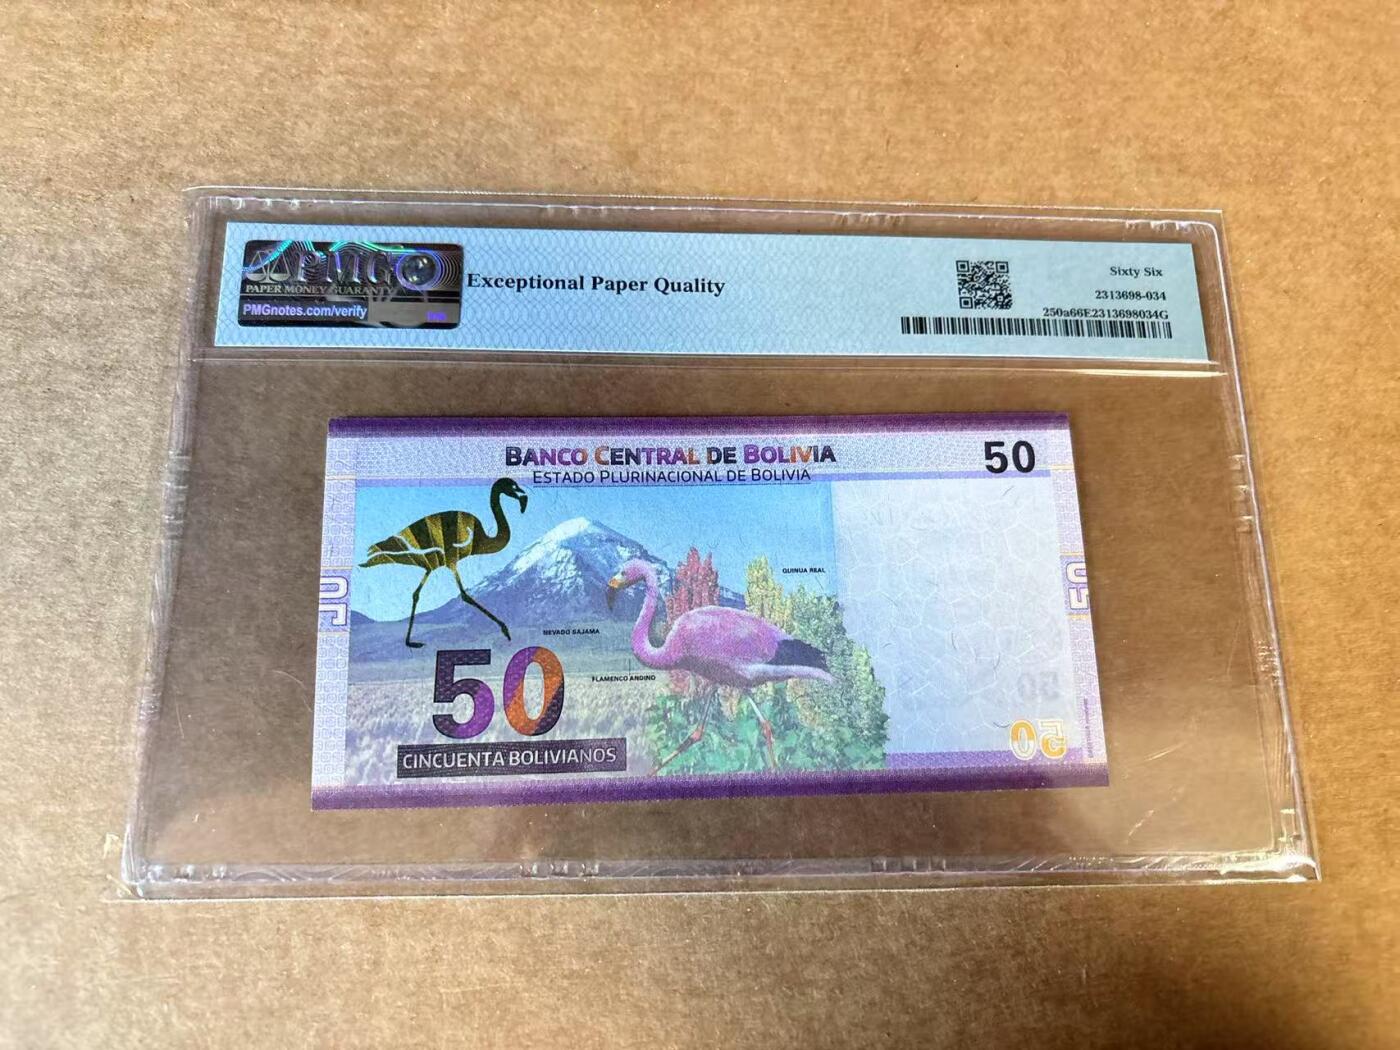 PMG
PAPER MONEY GUARANTY
PMGnotes.com/verify
Exceptional Paper Quality
Sixty Six
2313698-034
250a66E2313698034G
BANCO CENTRAL DE BOLIVIA
ESTADO PLURINACIONAL DE BOLIVIA
50
QUINUA REAL
NEVADO SAJAMA
FLAMENCO ANDINO
50
50
50
CINCUENTA BOLIVIANOS
50